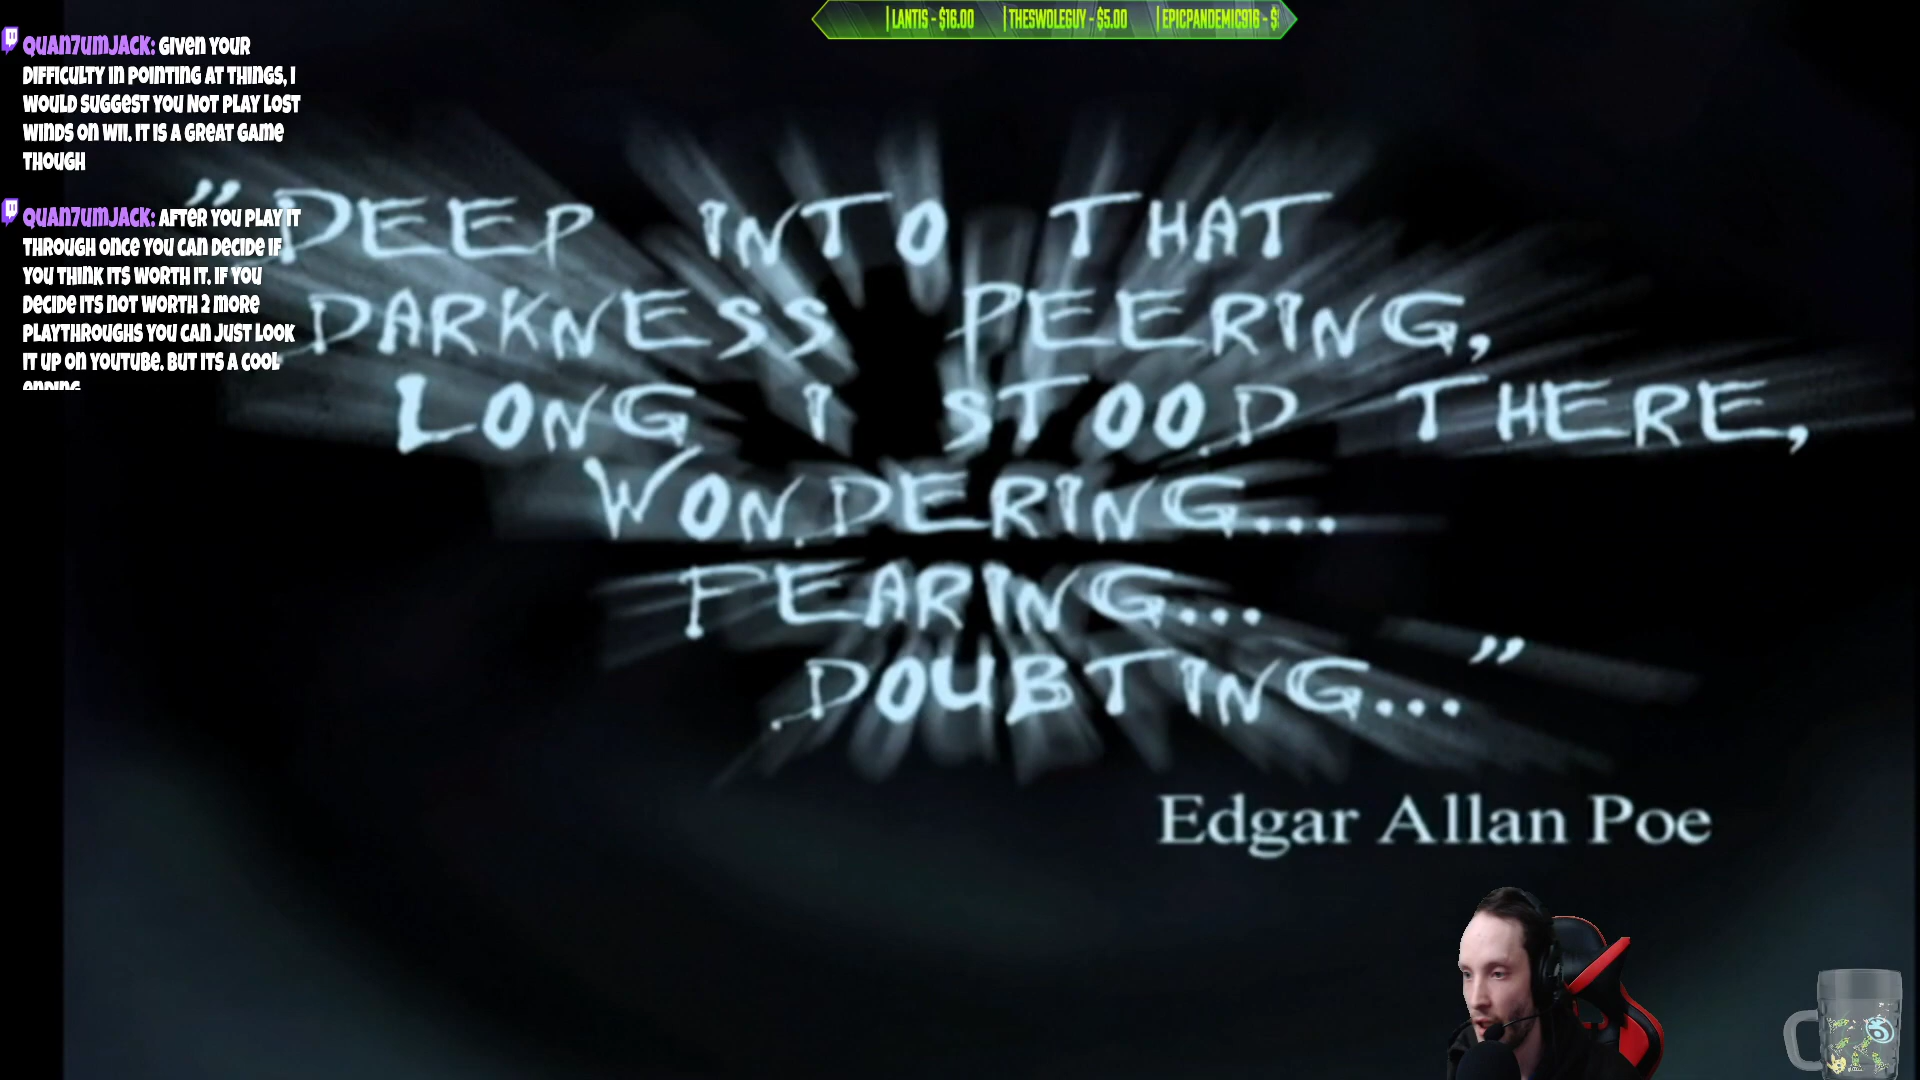 LANTIS - $16.00 THESWOLEGUY - $5.00 EPICPANDEMIC916 - $
QUAN7UMJACK: GIVEN YOUR
DIFFICULTY IN POINTING AT THINGS, I
WOULD SUGGEST YOU NOT PLAY LOST
WINDS ON WII. IT IS A GREAT GAME
THOUGH
QUAN7UMJACK: AFTER YOU PLAY IT
THROUGH ONCE YOU CAN DECIDE IF
YOU THINK ITS WORTH IT. IF YOU
DECIDE ITS NOT WORTH 2 MORE
PLAYTHROUGHS YOU CAN JUST LOOK
IT UP ON YOUTUBE. BUT ITS A COOL
"DEEP INTO THAT
DARKNESS PEERING,
LONG I STOOD THERE,
WONDERING...
FEARING...
DOUBTING..."
Edgar Allan Poe